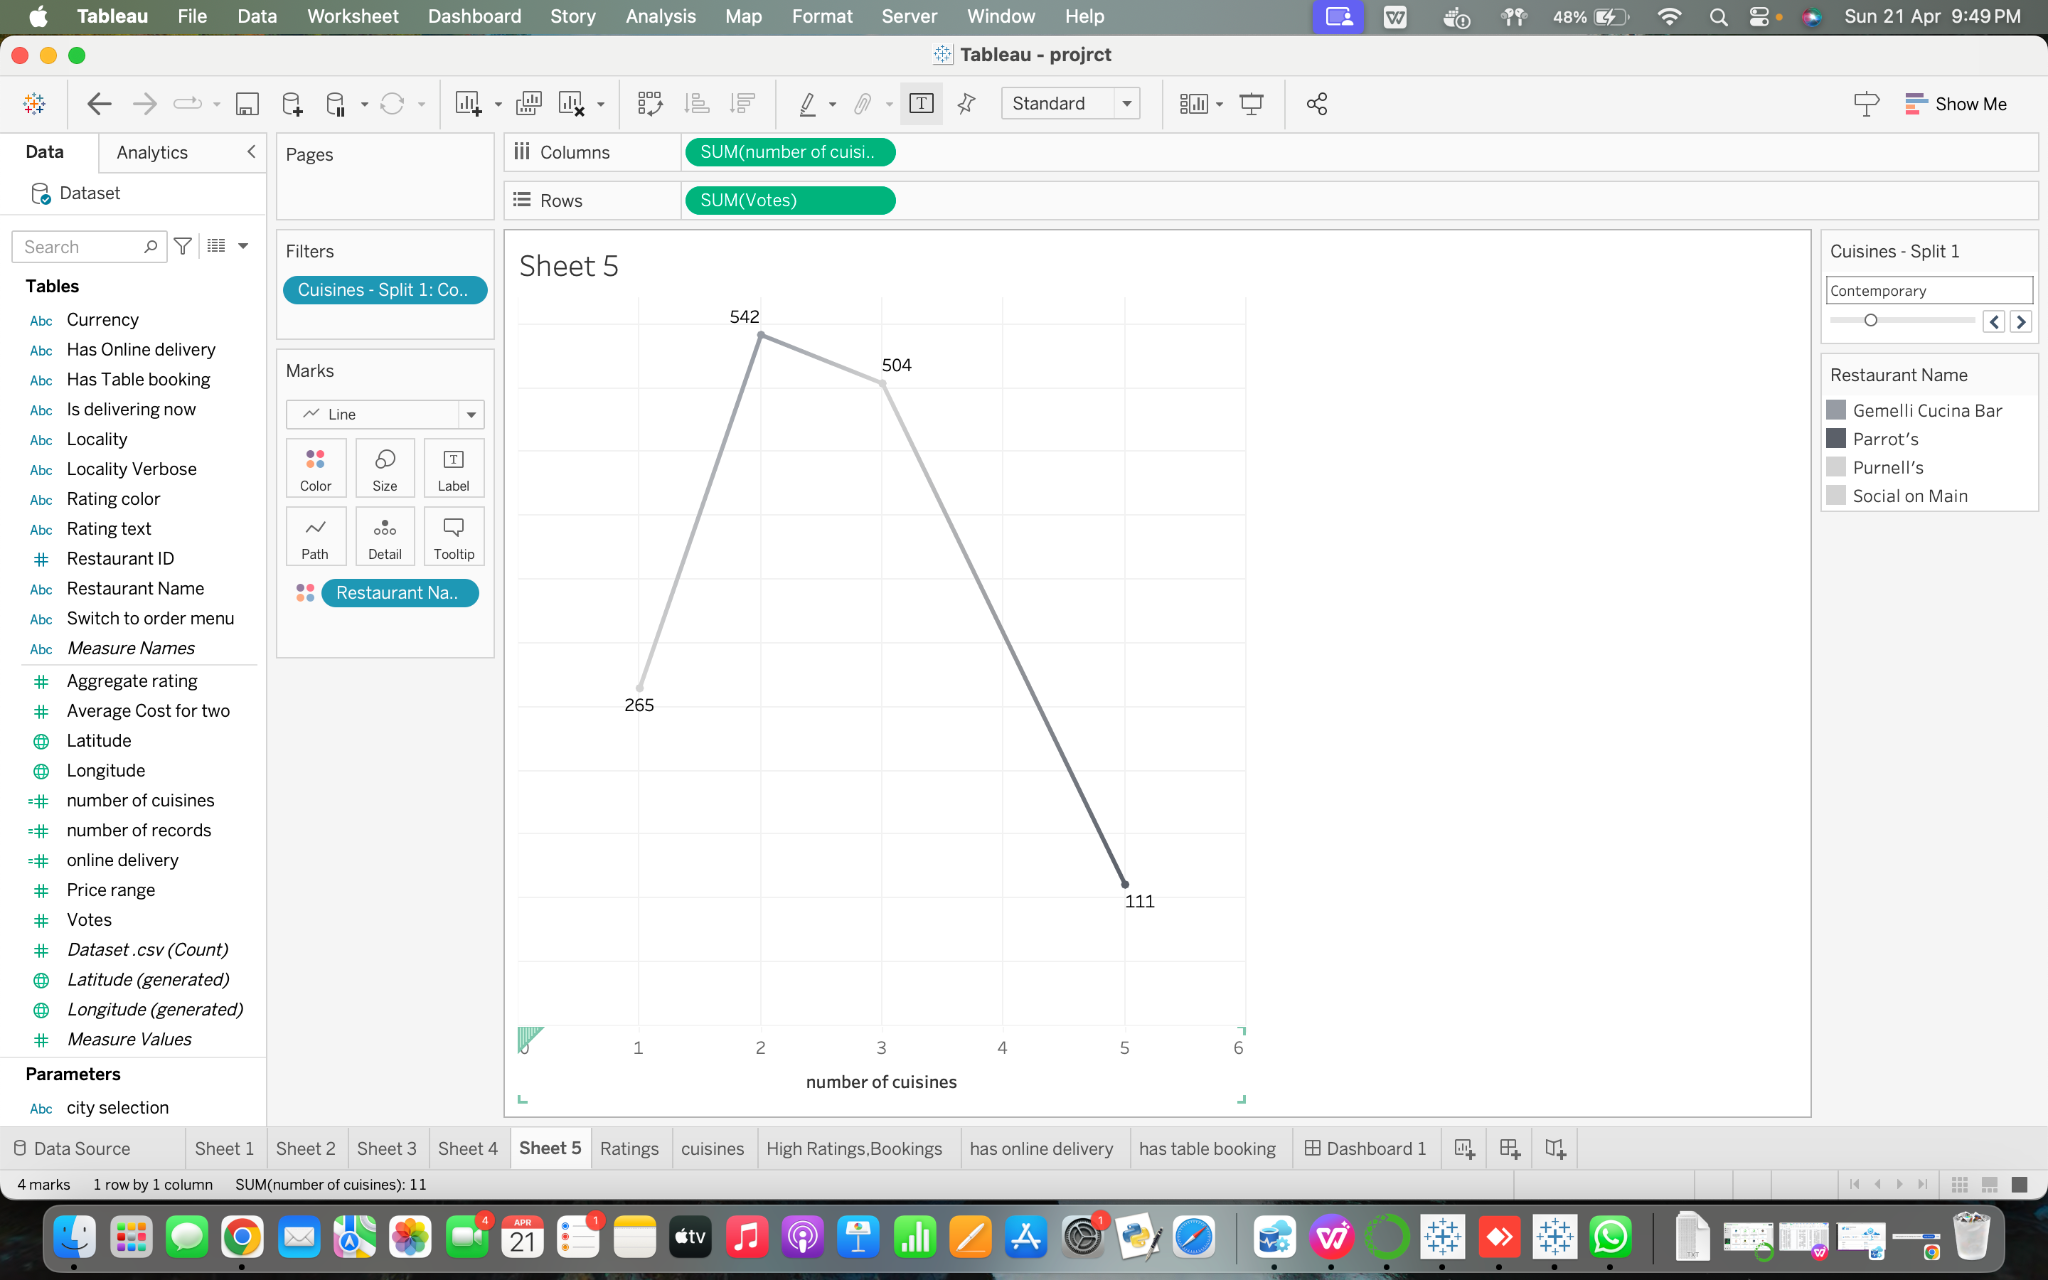 Tableau File Data Worksheet Dashboard Story Analysis Map Format Server Window Help 48% Sun 21 Apr 9:49 PM
Tableau - projrct
Standard Show Me
Data Analytics
Dataset
Search
Tables
Abc Currency
Abc Has Online delivery
Abc Has Table booking
Abc Is delivering now
Abc Locality
Abc Locality Verbose
Abc Rating color
Abc Rating text
# Restaurant ID
Abc Restaurant Name
Abc Switch to order menu
Abc Measure Names
# Aggregate rating
# Average Cost for two
Latitude
Longitude
=# number of cuisines
=# number of records
=# online delivery
# Price range
# Votes
# Dataset .csv (Count)
Latitude (generated)
Longitude (generated)
# Measure Values
Parameters
Abc city selection
Pages
Filters
Cuisines - Split 1: Co..
Marks
Line
Color Size Label
Path Detail Tooltip
Restaurant Na..
Columns SUM(number of cuisi..
Rows SUM(Votes)
Sheet 5
542
504
265
111
0 1 2 3 4 5 6
number of cuisines
Cuisines - Split 1
Contemporary
Restaurant Name
Gemelli Cucina Bar
Parrot's
Purnell's
Social on Main
Data Source Sheet 1 Sheet 2 Sheet 3 Sheet 4 Sheet 5 Ratings cuisines High Ratings,Bookings has online delivery has table booking Dashboard 1
4 marks 1 row by 1 column SUM(number of cuisines): 11
4 APR 21 1 tv 1
TXT